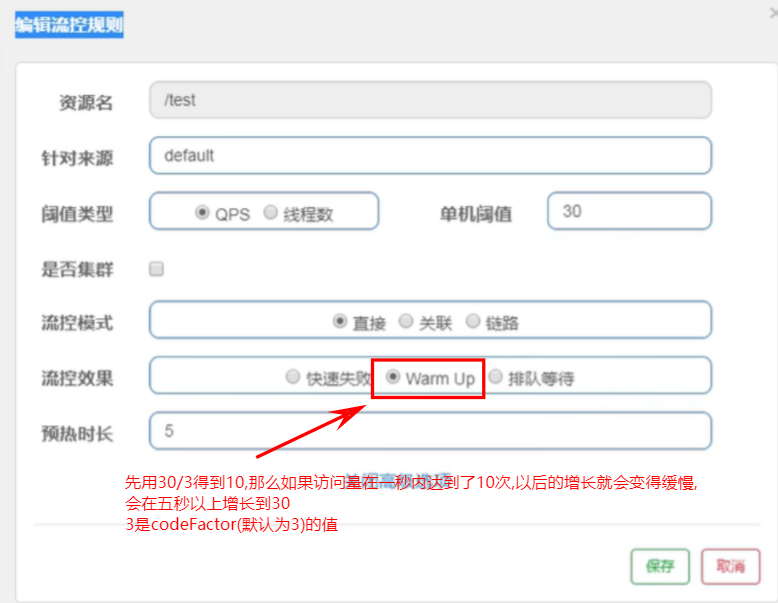 编辑流控规则
资源名 /test
针对来源 default
阈值类型 QPS 线程数 单机阈值 30
是否集群
流控模式 直接 关联 链路
流控效果 快速失败 Warm Up 排队等待
预热时长 5
关闭高级选项
先用30/3得到10,那么如果访问量在一秒内达到了10次,以后的增长就会变得缓慢,
会在五秒以上增长到30
3是codeFactor(默认为3)的值
保存 取消